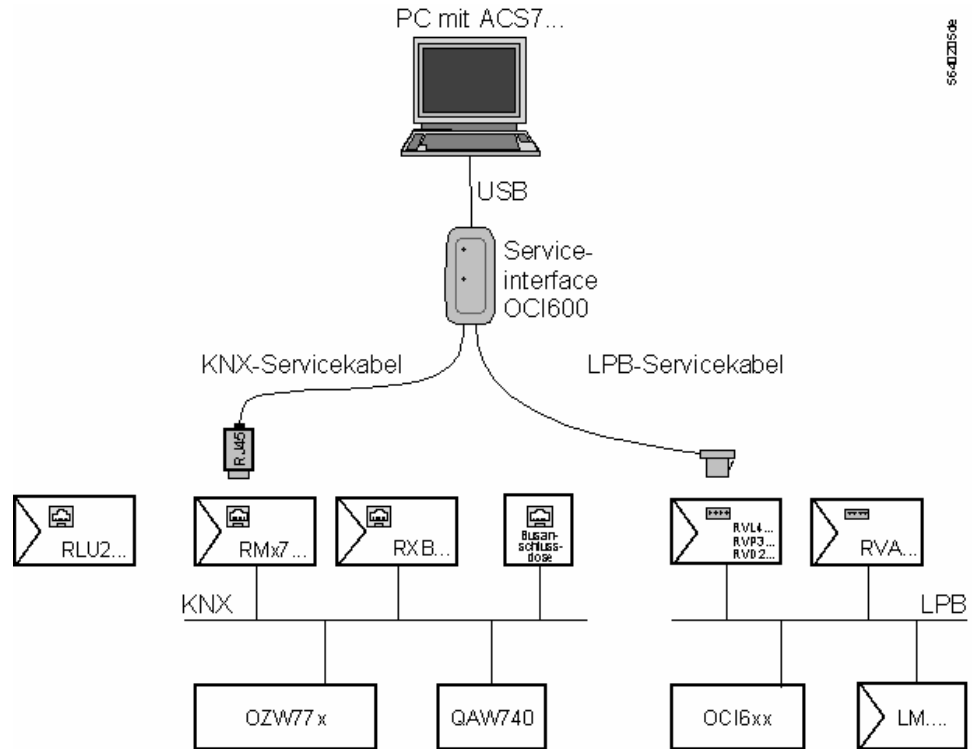 PC mit ACS7...
5640Z05de
USB
Service-
interface
OCI600
KNX-Servicekabel
LPB-Servicekabel
RJ45
RLU2...
RMx7...
RXB...
Busan-
schluss-
dose
RVL4...
RVP3...
RVD2...
RVA...
KNX
LPB
OZW77x
QAW740
OCI6xx
LM....